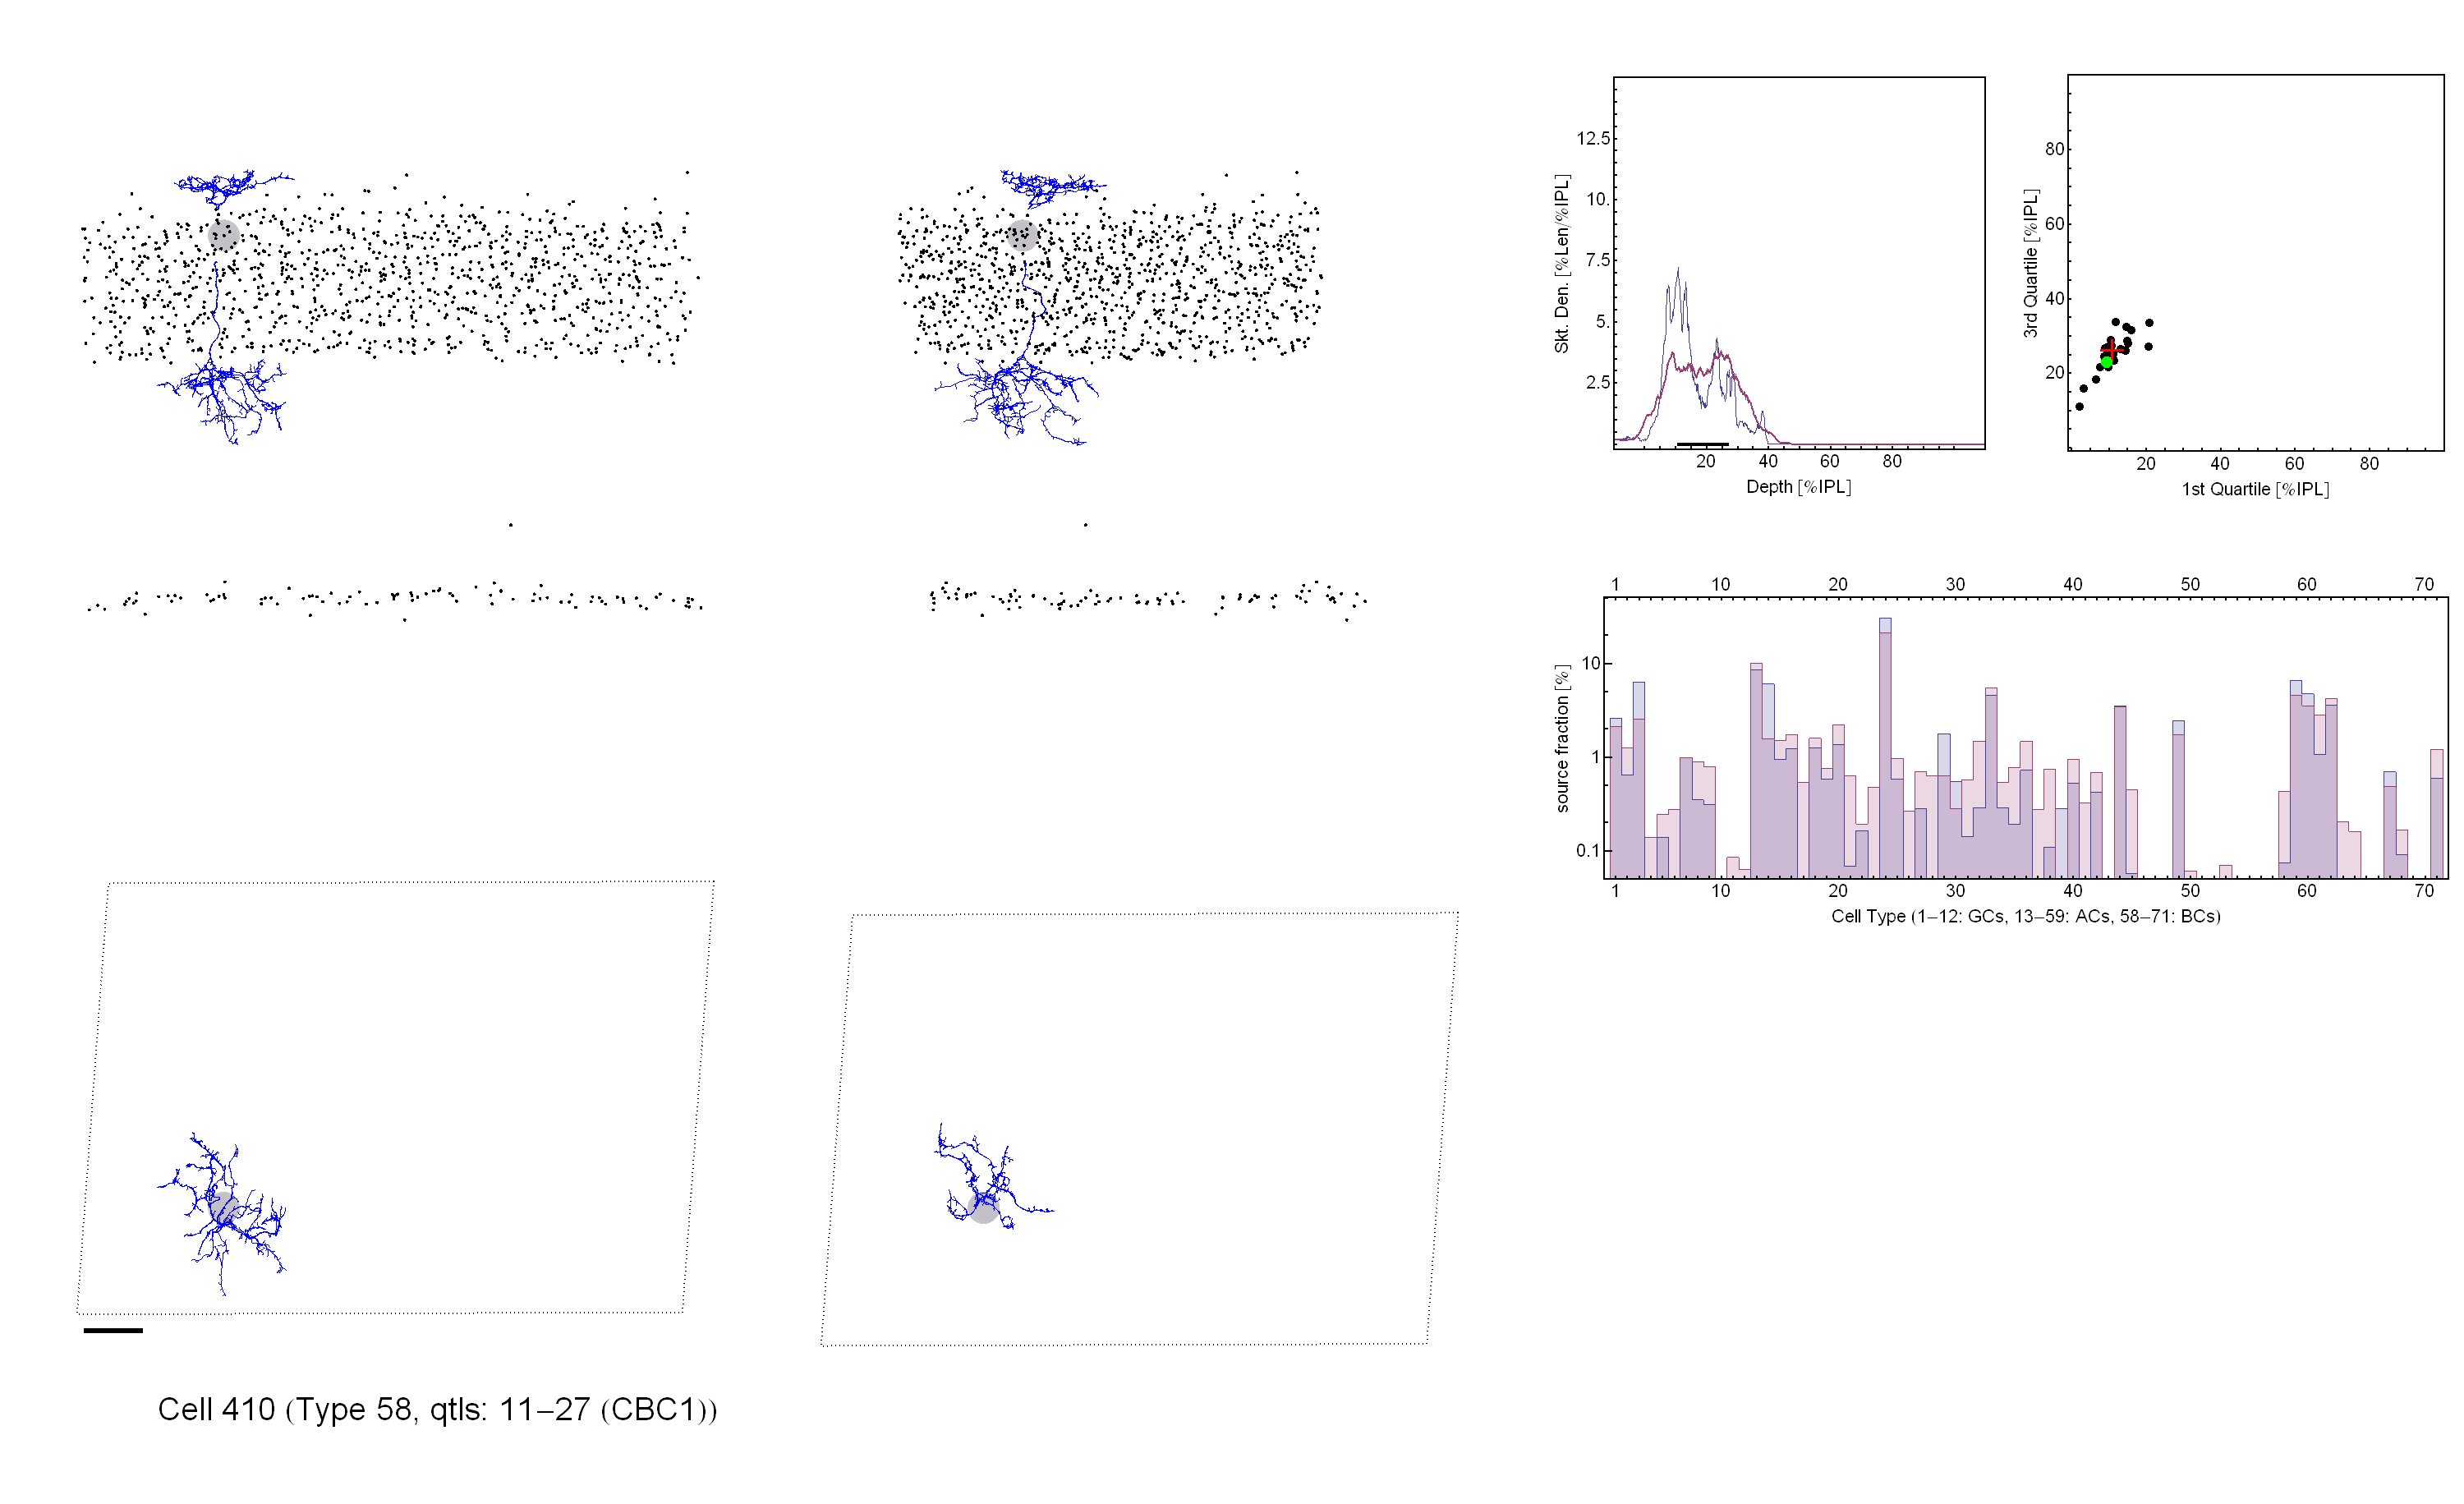 12.5
10.
7.5
5.
2.5
Skt. Den. [%Len/%IPL]
20 40 60 80
Depth [%IPL]
80
60
40
20
3rd Quartile [%IPL]
20 40 60 80
1st Quartile [%IPL]
1 10 20 30 40 50 60 70
10
1
0.1
source fraction [%]
1 10 20 30 40 50 60 70
Cell Type (1–12: GCs, 13–59: ACs, 58–71: BCs)
Cell 410 (Type 58, qtls: 11–27 (CBC1))